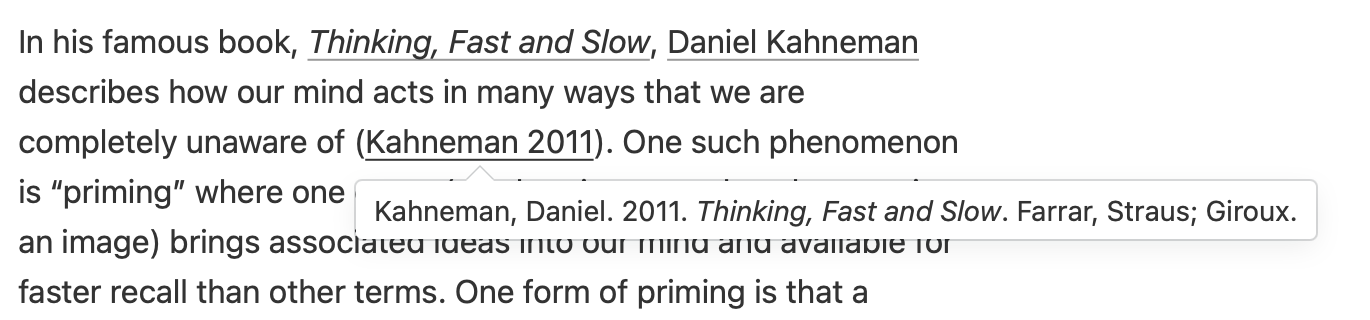 In his famous book, Thinking, Fast and Slow, Daniel Kahneman
describes how our mind acts in many ways that we are
completely unaware of (Kahneman 2011). One such phenomenon
is “priming” where one
Kahneman, Daniel. 2011. Thinking, Fast and Slow. Farrar, Straus; Giroux.
an image) brings associated ideas into our mind and available for
faster recall than other terms. One form of priming is that a